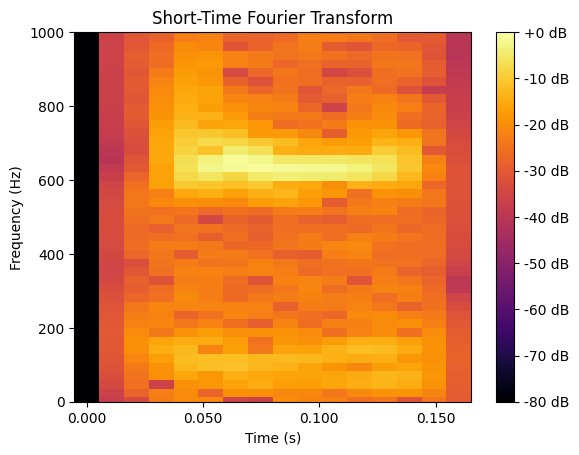 Short-Time Fourier Transform
1000
800
600
400
200
0
Frequency (Hz)
0.000
0.050
0.100
0.150
Time (s)
+0 dB
-10 dB
-20 dB
-30 dB
-40 dB
-50 dB
-60 dB
-70 dB
-80 dB